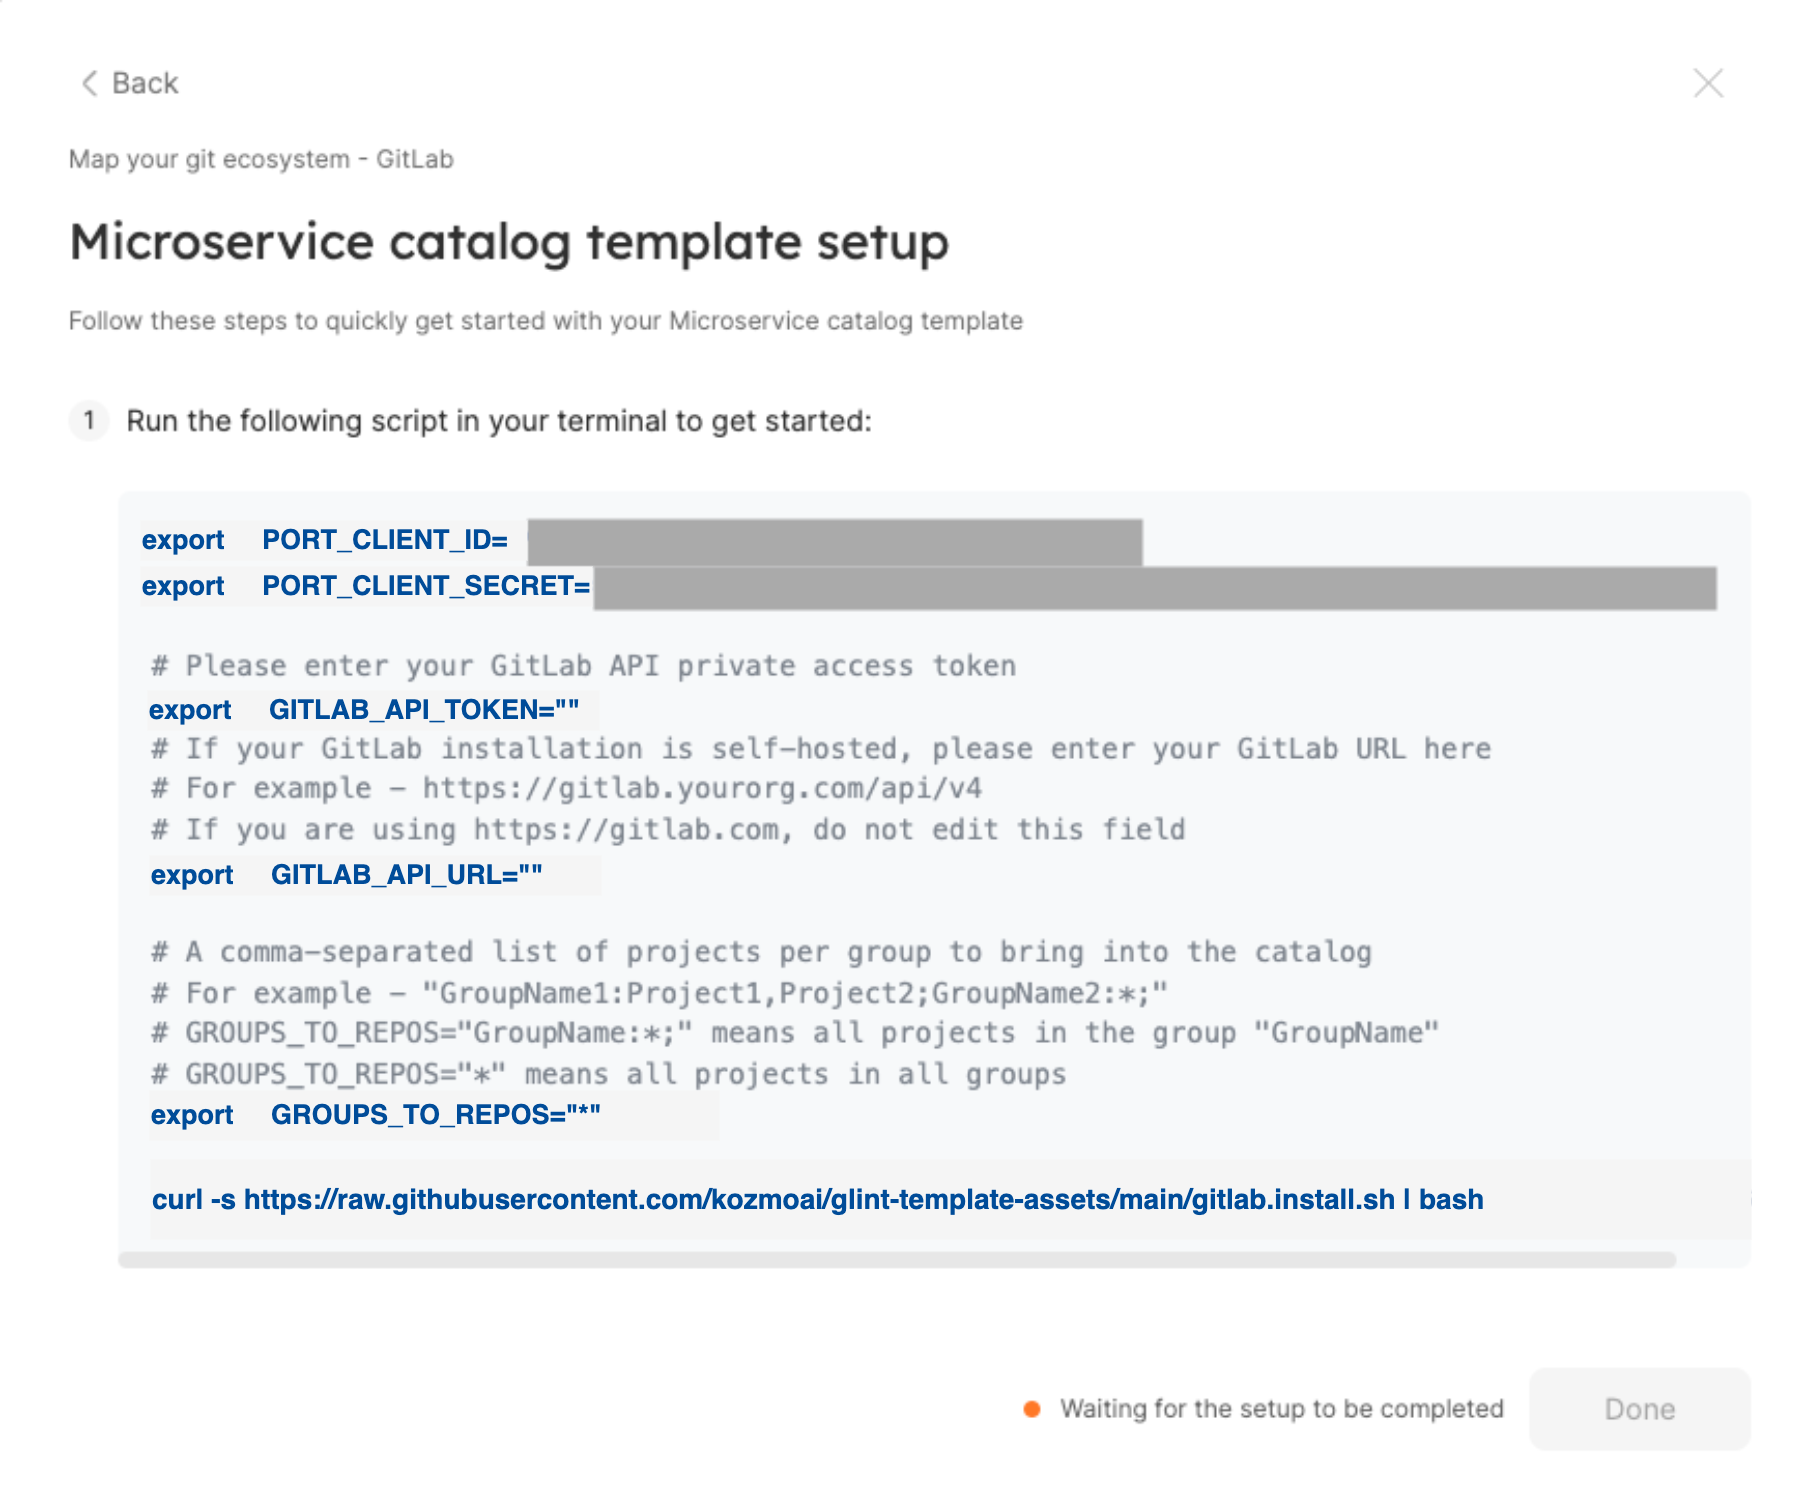 Back
Map your git ecosystem - GitLab
Microservice catalog template setup
Follow these steps to quickly get started with your Microservice catalog template
1 Run the following script in your terminal to get started:
export PORT_CLIENT_ID=
export PORT_CLIENT_SECRET=
# Please enter your GitLab API private access token
export GITLAB_API_TOKEN=""
# If your GitLab installation is self-hosted, please enter your GitLab URL here
# For example - https://gitlab.yourorg.com/api/v4
# If you are using https://gitlab.com, do not edit this field
export GITLAB_API_URL=""
# A comma-separated list of projects per group to bring into the catalog
# For example - "GroupName1:Project1,Project2;GroupName2:*;"
# GROUPS_TO_REPOS="GroupName:*;" means all projects in the group "GroupName"
# GROUPS_TO_REPOS="*" means all projects in all groups
export GROUPS_TO_REPOS="*"
curl -s https://raw.githubusercontent.com/kozmoai/glint-template-assets/main/gitlab.install.sh | bash
Waiting for the setup to be completed
Done